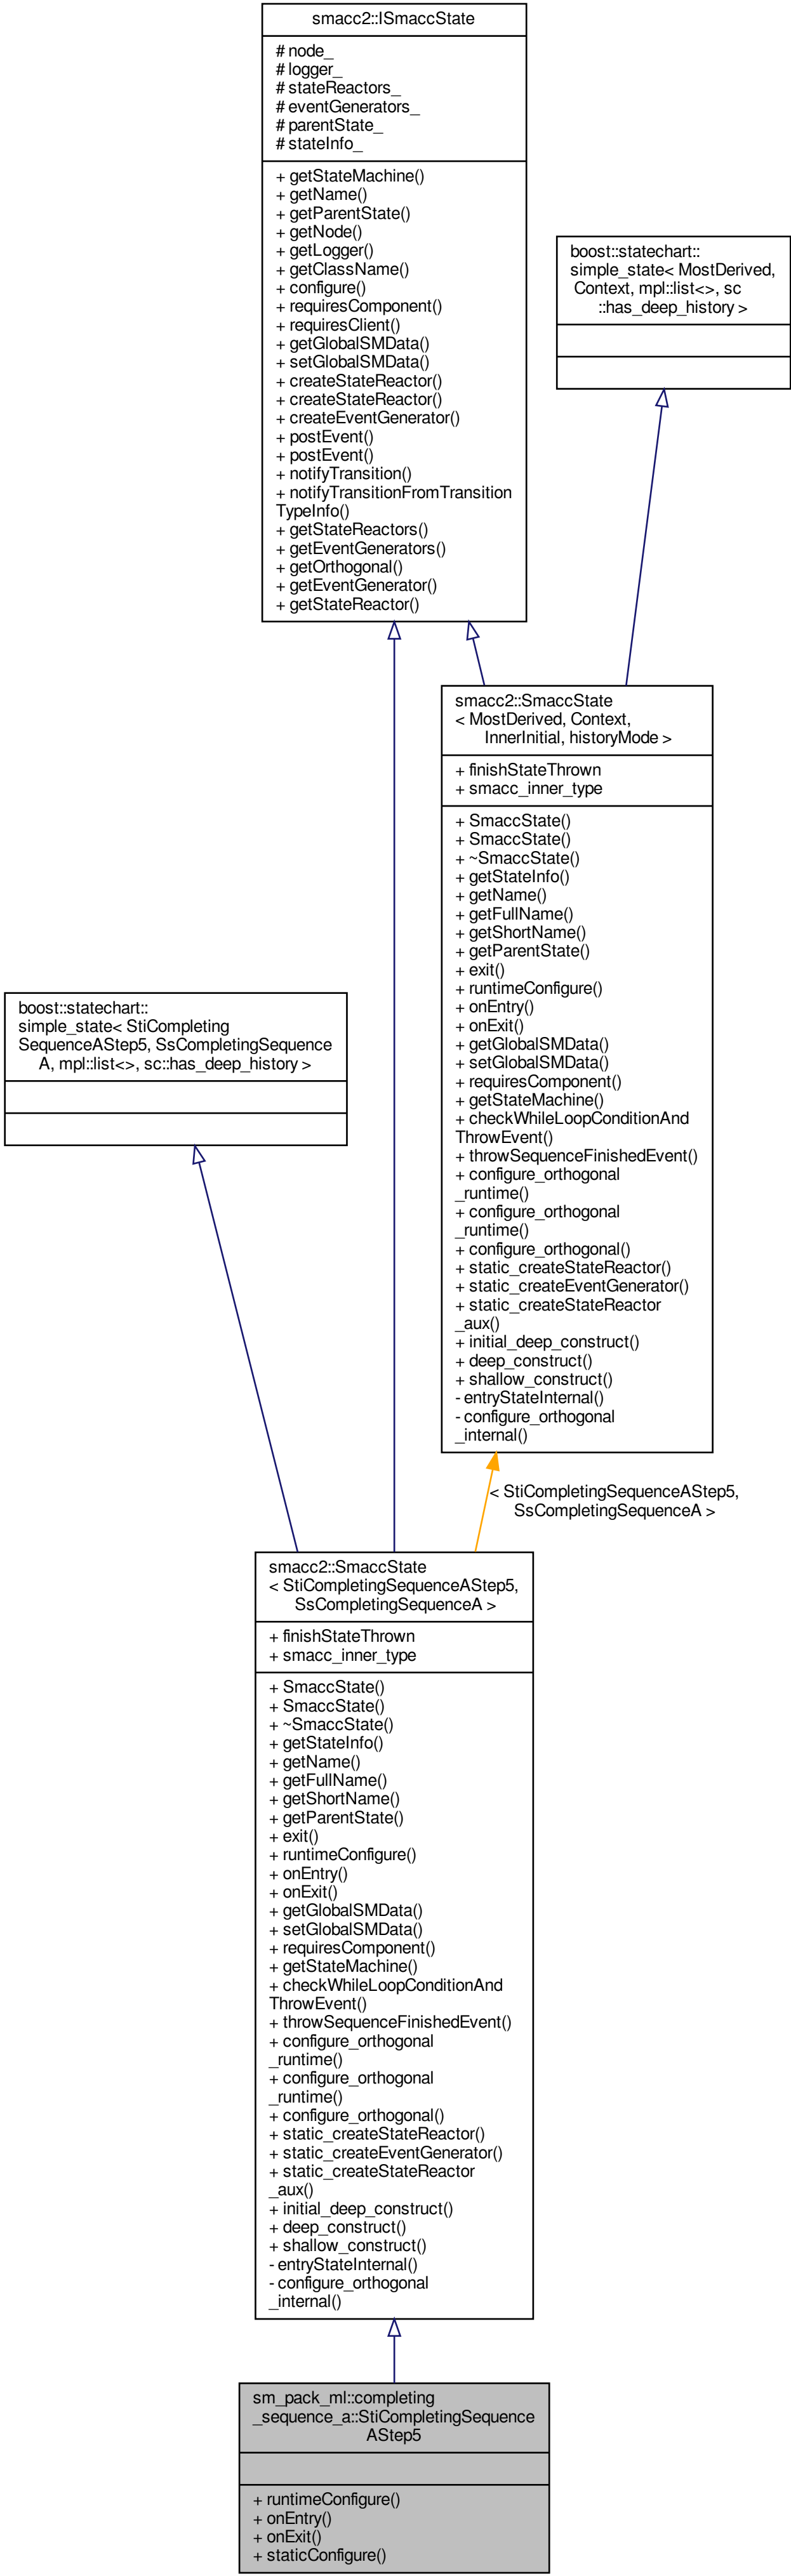 smacc2::ISmaccState
# node_
# logger_
# stateReactors_
# eventGenerators_
# parentState_
# stateInfo_
+ getStateMachine()
+ getName()
+ getParentState()
+ getNode()
+ getLogger()
+ getClassName()
+ configure()
+ requiresComponent()
+ requiresClient()
+ getGlobalSMData()
+ setGlobalSMData()
+ createStateReactor()
+ createStateReactor()
+ createEventGenerator()
+ postEvent()
+ postEvent()
+ notifyTransition()
+ notifyTransitionFromTransition
TypeInfo()
+ getStateReactors()
+ getEventGenerators()
+ getOrthogonal()
+ getEventGenerator()
+ getStateReactor()
boost::statechart::
simple_state< MostDerived,
Context, mpl::list<>, sc
::has_deep_history >
smacc2::SmaccState
< MostDerived, Context,
InnerInitial, historyMode >
+ finishStateThrown
+ smacc_inner_type
+ SmaccState()
+ SmaccState()
+ ~SmaccState()
+ getStateInfo()
+ getName()
+ getFullName()
+ getShortName()
+ getParentState()
+ exit()
+ runtimeConfigure()
+ onEntry()
+ onExit()
+ getGlobalSMData()
+ setGlobalSMData()
+ requiresComponent()
+ getStateMachine()
+ checkWhileLoopConditionAnd
ThrowEvent()
+ throwSequenceFinishedEvent()
+ configure_orthogonal
_runtime()
+ configure_orthogonal
_runtime()
+ configure_orthogonal()
+ static_createStateReactor()
+ static_createEventGenerator()
+ static_createStateReactor
_aux()
+ initial_deep_construct()
+ deep_construct()
+ shallow_construct()
- entryStateInternal()
- configure_orthogonal
_internal()
boost::statechart::
simple_state< StiCompleting
SequenceAStep5, SsCompletingSequence
A, mpl::list<>, sc::has_deep_history >
< StiCompletingSequenceAStep5,
SsCompletingSequenceA >
smacc2::SmaccState
< StiCompletingSequenceAStep5,
SsCompletingSequenceA >
+ finishStateThrown
+ smacc_inner_type
+ SmaccState()
+ SmaccState()
+ ~SmaccState()
+ getStateInfo()
+ getName()
+ getFullName()
+ getShortName()
+ getParentState()
+ exit()
+ runtimeConfigure()
+ onEntry()
+ onExit()
+ getGlobalSMData()
+ setGlobalSMData()
+ requiresComponent()
+ getStateMachine()
+ checkWhileLoopConditionAnd
ThrowEvent()
+ throwSequenceFinishedEvent()
+ configure_orthogonal
_runtime()
+ configure_orthogonal
_runtime()
+ configure_orthogonal()
+ static_createStateReactor()
+ static_createEventGenerator()
+ static_createStateReactor
_aux()
+ initial_deep_construct()
+ deep_construct()
+ shallow_construct()
- entryStateInternal()
- configure_orthogonal
_internal()
sm_pack_ml::completing
_sequence_a::StiCompletingSequence
AStep5
+ runtimeConfigure()
+ onEntry()
+ onExit()
+ staticConfigure()